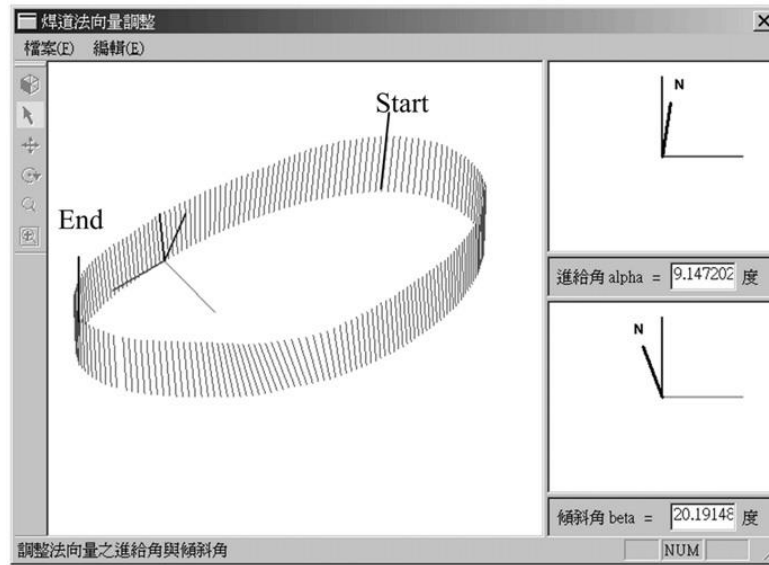 焊道法向量調整
檔案(F) 編輯(E)
Start
End
N
進給角 alpha = 9.147202 度
N
傾斜角 beta = 20.19148 度
調整法向量之進給角與傾斜角
NUM